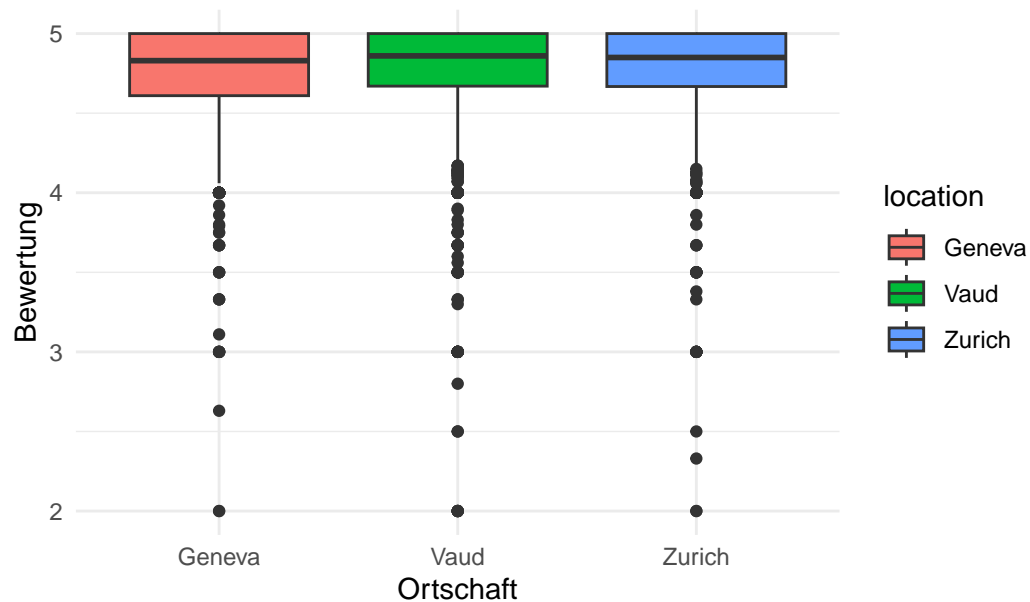 5
4
3
2
Bewertung
Geneva
Vaud
Zurich
Ortschaft
location
Geneva
Vaud
Zurich